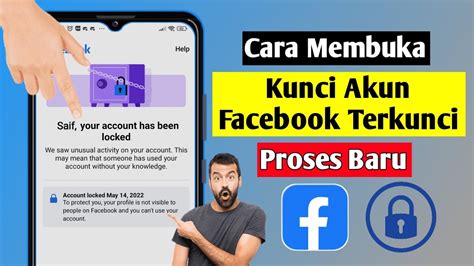 Help
Saif, your account has been
locked
We saw unusual activity on your account. This
may mean that someone has used your
account without your knowledge.
Account locked May 14, 2022
To protect you, your profile is not visible to
people on Facebook and you can't use your
account.
Cara Membuka
Kunci Akun
Facebook Terkunci
Proses Baru